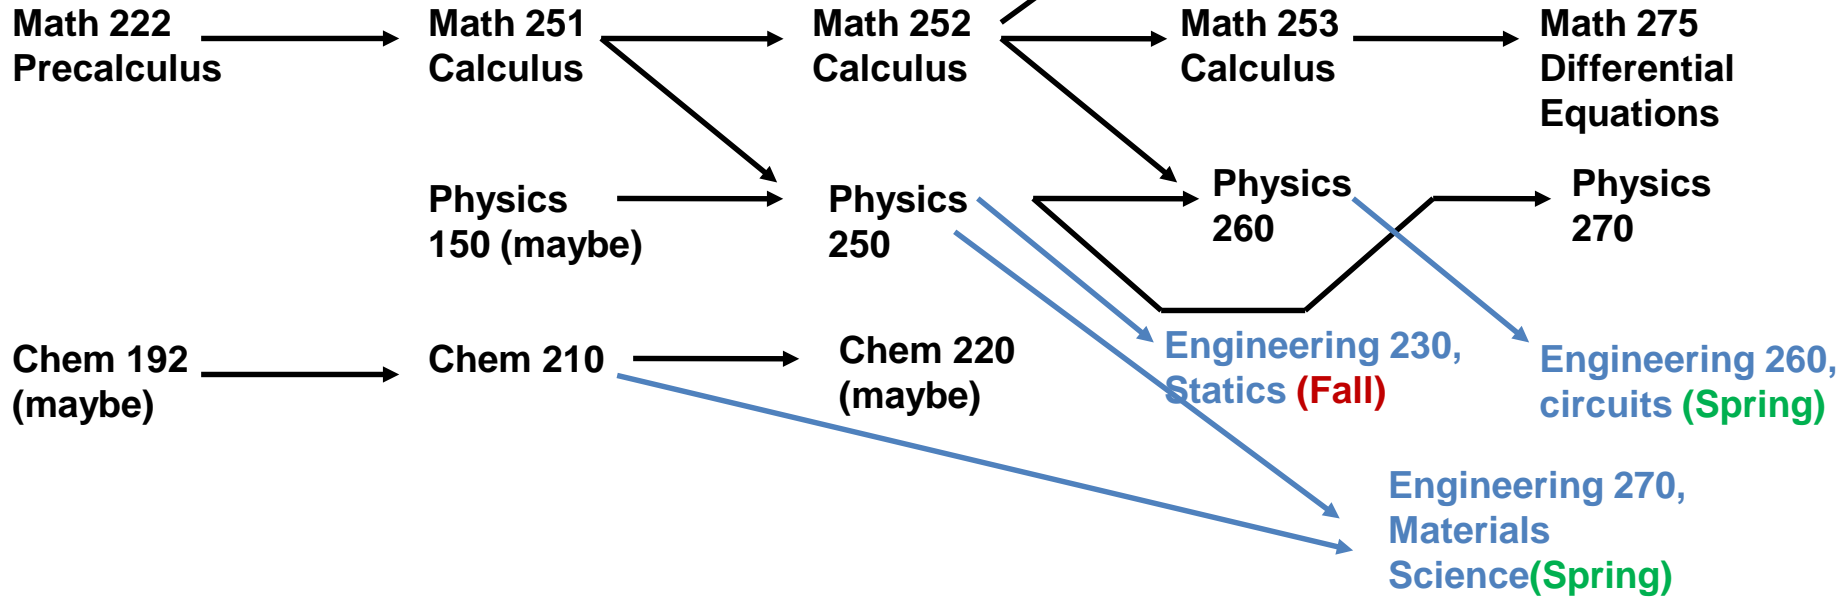 Math 222
Precalculus
Math 251
Calculus
Math 252
Calculus
Math 253
Calculus
Math 275
Differential
Equations
Physics
150 (maybe)
Physics
250
Physics
260
Physics
270
Chem 192
(maybe)
Chem 210
Chem 220
(maybe)
Engineering 230,
Statics (Fall)
Engineering 260,
circuits (Spring)
Engineering 270,
Materials
Science(Spring)